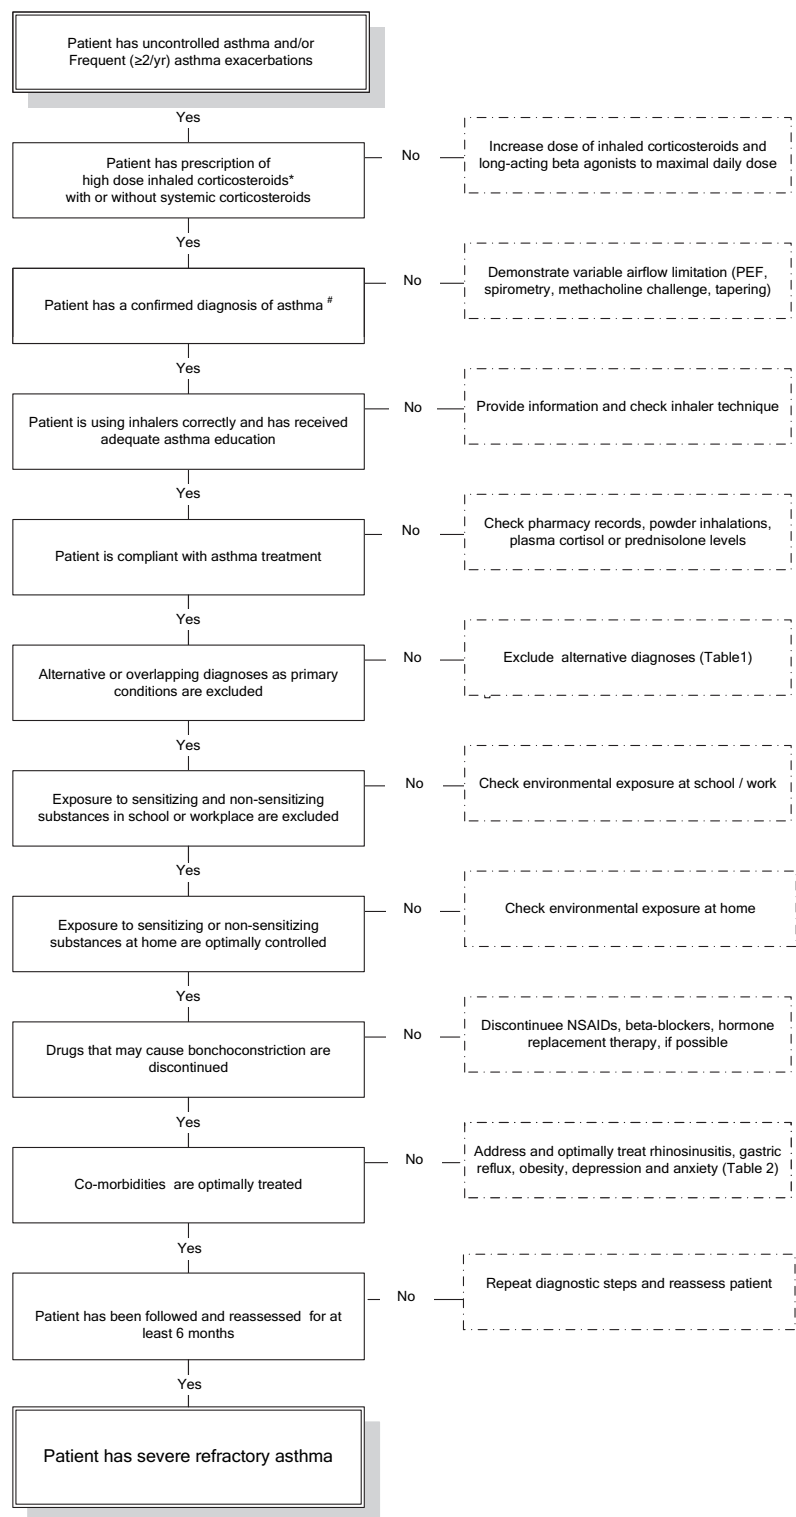 Patient has uncontrolled asthma and/or
Frequent (≥2/yr) asthma exacerbations
Yes
Patient has prescription of
high dose inhaled corticosteroids*
with or without systemic corticosteroids
No
Increase dose of inhaled corticosteroids and
long-acting beta agonists to maximal daily dose
Yes
Patient has a confirmed diagnosis of asthma #
No
Demonstrate variable airflow limitation (PEF,
spirometry, methacholine challenge, tapering)
Yes
Patient is using inhalers correctly and has received
adequate asthma education
No
Provide information and check inhaler technique
Yes
Patient is compliant with asthma treatment
No
Check pharmacy records, powder inhalations,
plasma cortisol or prednisolone levels
Yes
Alternative or overlapping diagnoses as primary
conditions are excluded
No
Exclude alternative diagnoses (Table1)
Yes
Exposure to sensitizing and non-sensitizing
substances in school or workplace are excluded
No
Check environmental exposure at school / work
Yes
Exposure to sensitizing or non-sensitizing
substances at home are optimally controlled
No
Check environmental exposure at home
Yes
Drugs that may cause bonchoconstriction are
discontinued
No
Discontinuee NSAIDs, beta-blockers, hormone
replacement therapy, if possible
Yes
Co-morbidities are optimally treated
No
Address and optimally treat rhinosinusitis, gastric
reflux, obesity, depression and anxiety (Table 2)
Yes
Patient has been followed and reassessed for at
least 6 months
No
Repeat diagnostic steps and reassess patient
Yes
Patient has severe refractory asthma